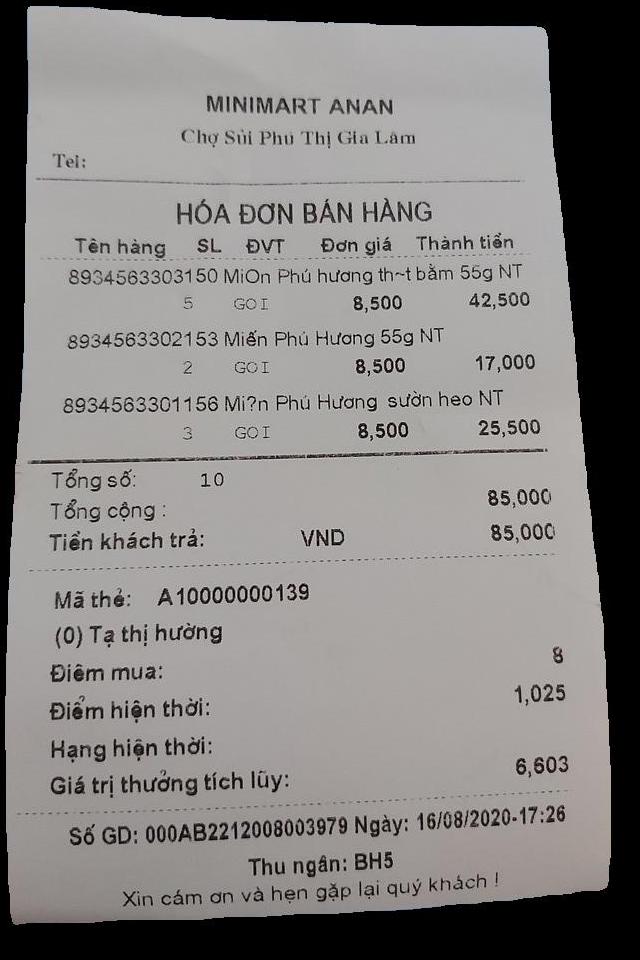 MINIMART ANAN
Chợ Sủi Phú Thị Gia Lâm
Tel:
HÓA ĐƠN BÁN HÀNG
Tên hàng SL ĐVT Đơn giá Thành tiền
8934563303150 MiOn Phú hương th~t bằm 55g NT
5 GOI 8,500 42,500
8934563302153 Miến Phú Hương 55g NT
2 GOI 8,500 17,000
8934563301156 Mi?n Phú Hương sườn heo NT
3 GOI 8,500 25,500
Tổng số: 10
Tổng cộng : 85,000
Tiền khách trả: VND 85,000
Mã thẻ: A10000000139
(0) Tạ thị hường
Điểm mua: 8
Điểm hiện thời: 1,025
Hạng hiện thời:
Giá trị thưởng tích lũy: 6,603
Số GD: 000AB2212008003979 Ngày: 16/08/2020-17:26
Thu ngân: BH5
Xin cám ơn và hẹn gặp lại quý khách !